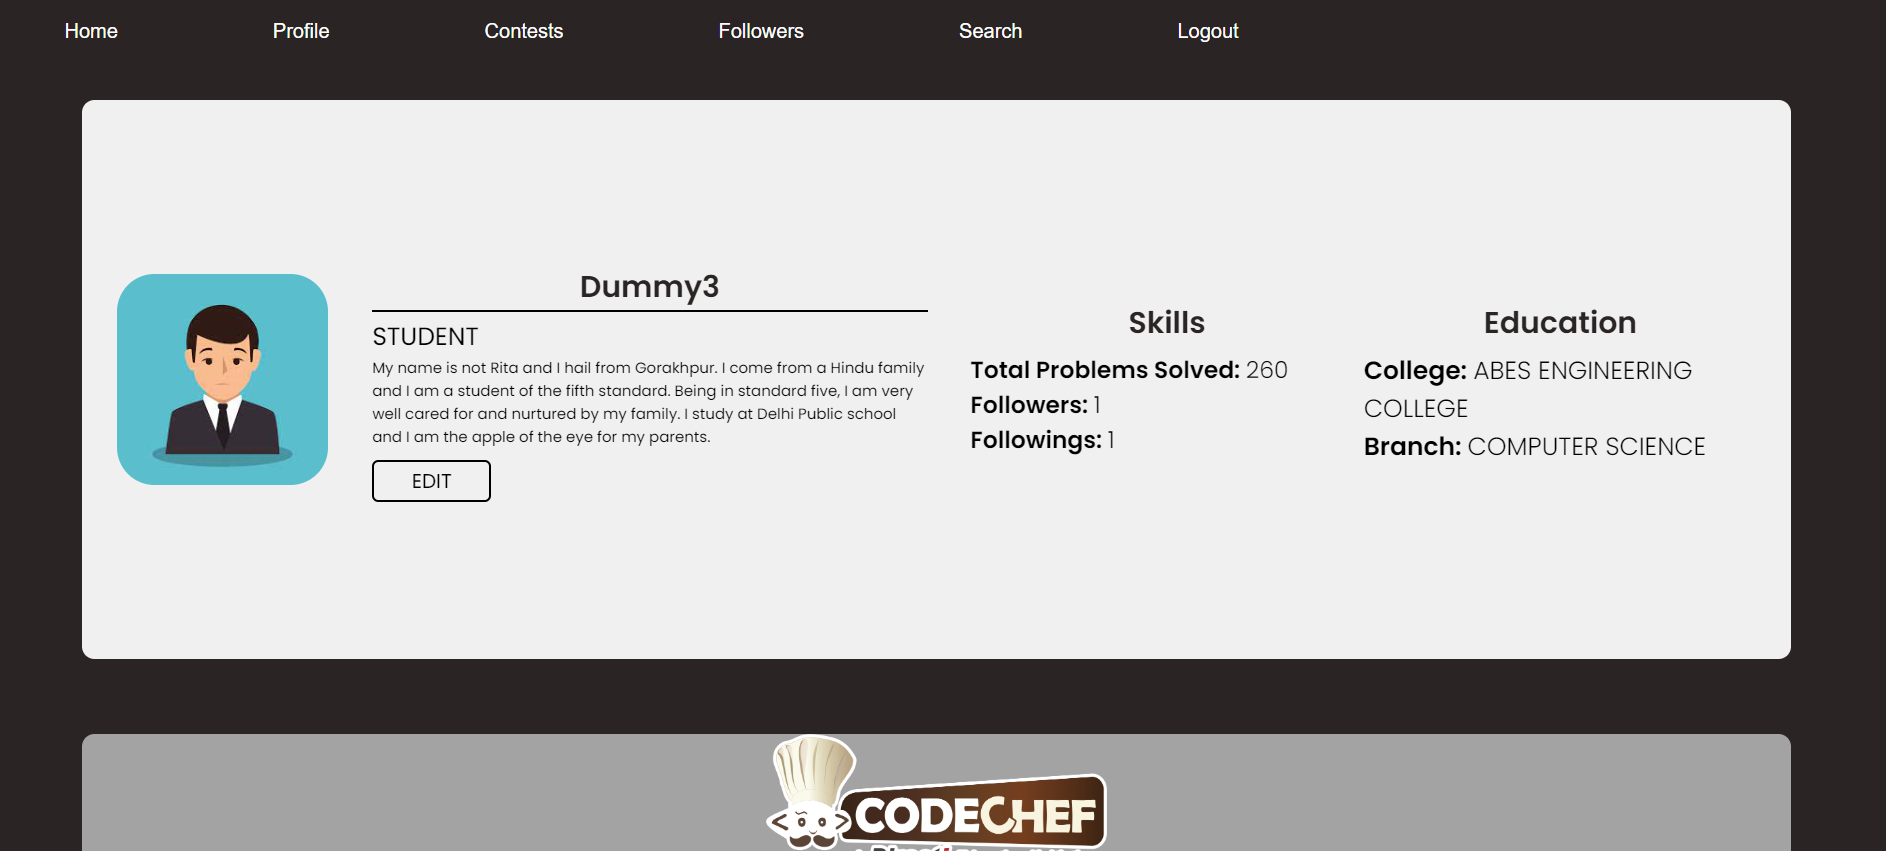 Home Profile Contests Followers Search Logout
Dummy3
STUDENT
My name is not Rita and I hail from Gorakhpur. I come from a Hindu family
and I am a student of the fifth standard. Being in standard five, I am very
well cared for and nurtured by my family. I study at Delhi Public school
and I am the apple of the eye for my parents.
EDIT
Skills
Total Problems Solved: 260
Followers: 1
Followings: 1
Education
College: ABES ENGINEERING
COLLEGE
Branch: COMPUTER SCIENCE
CODECHEF